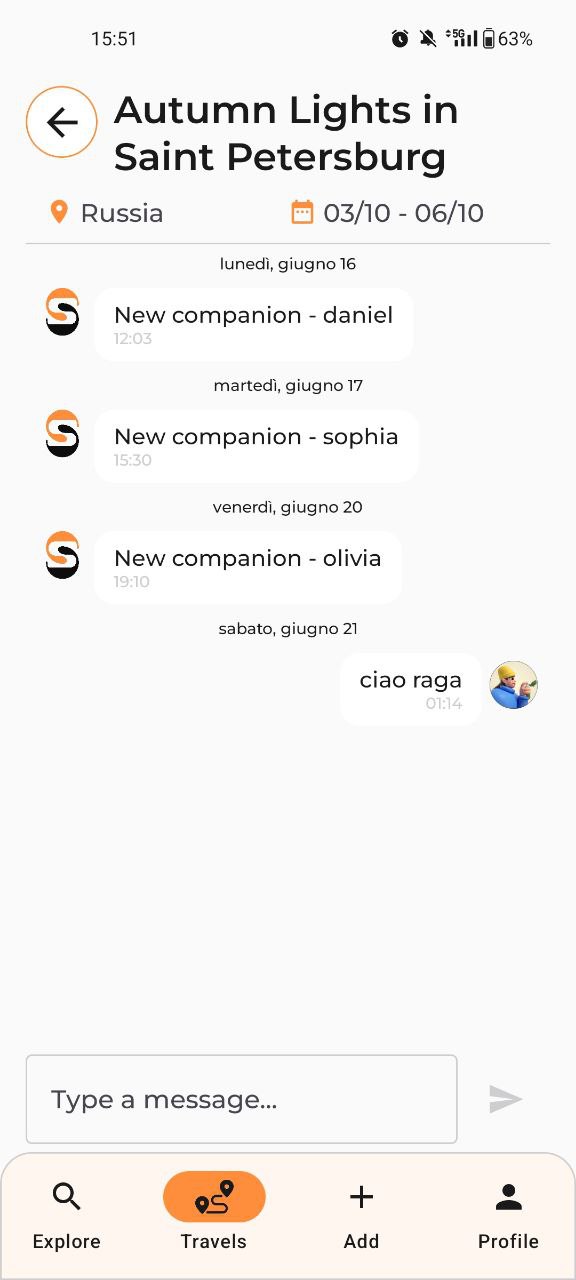 15:51
5G
63%
Autumn Lights in
Saint Petersburg
Russia
03/10 - 06/10
lunedì, giugno 16
New companion - daniel
12:03
martedì, giugno 17
New companion - sophia
15:30
venerdì, giugno 20
New companion - olivia
19:10
sabato, giugno 21
ciao raga
01:14
Type a message...
Explore
Travels
Add
Profile